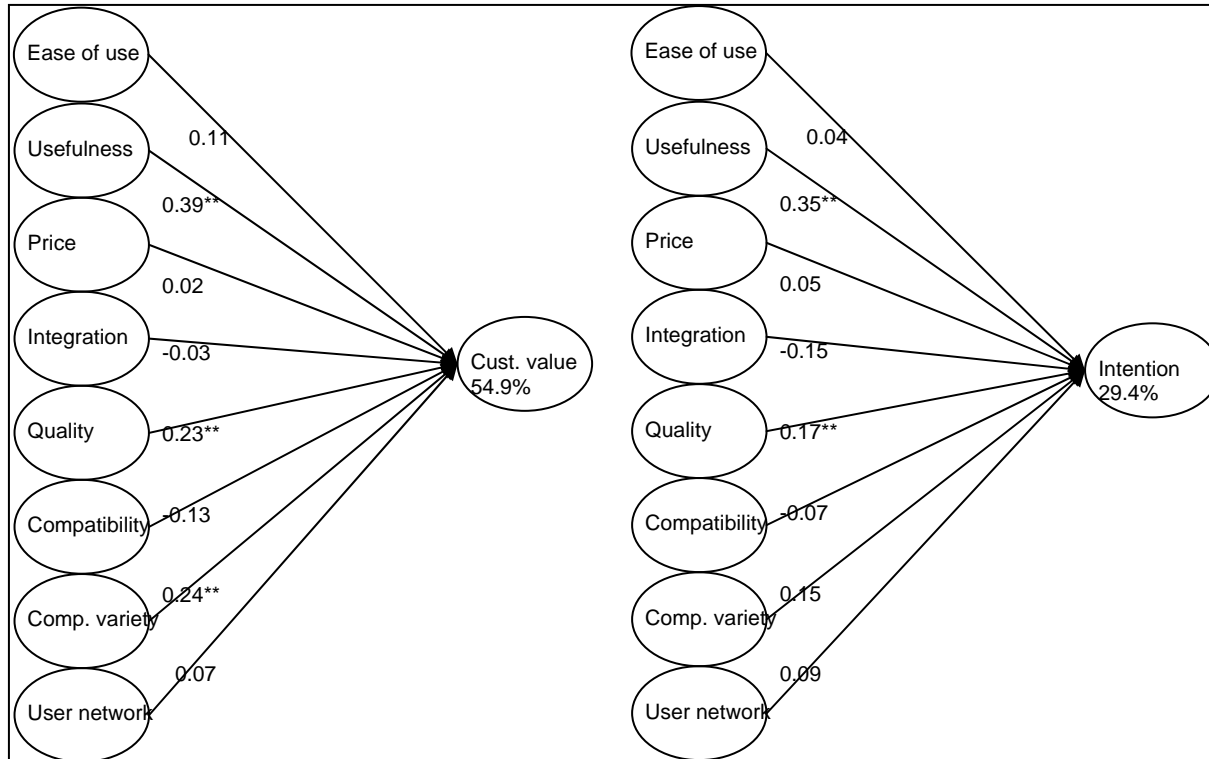 Ease of use
0.11
Usefulness
0.39**
Price
0.02
Integration
-0.03
Quality
0.23**
Compatibility
-0.13
Comp. variety
0.24**
User network
0.07
Cust. value
54.9%
Ease of use
0.04
Usefulness
0.35**
Price
0.05
Integration
-0.15
Quality
0.17**
Compatibility
-0.07
Comp. variety
0.15
User network
0.09
Intention
29.4%